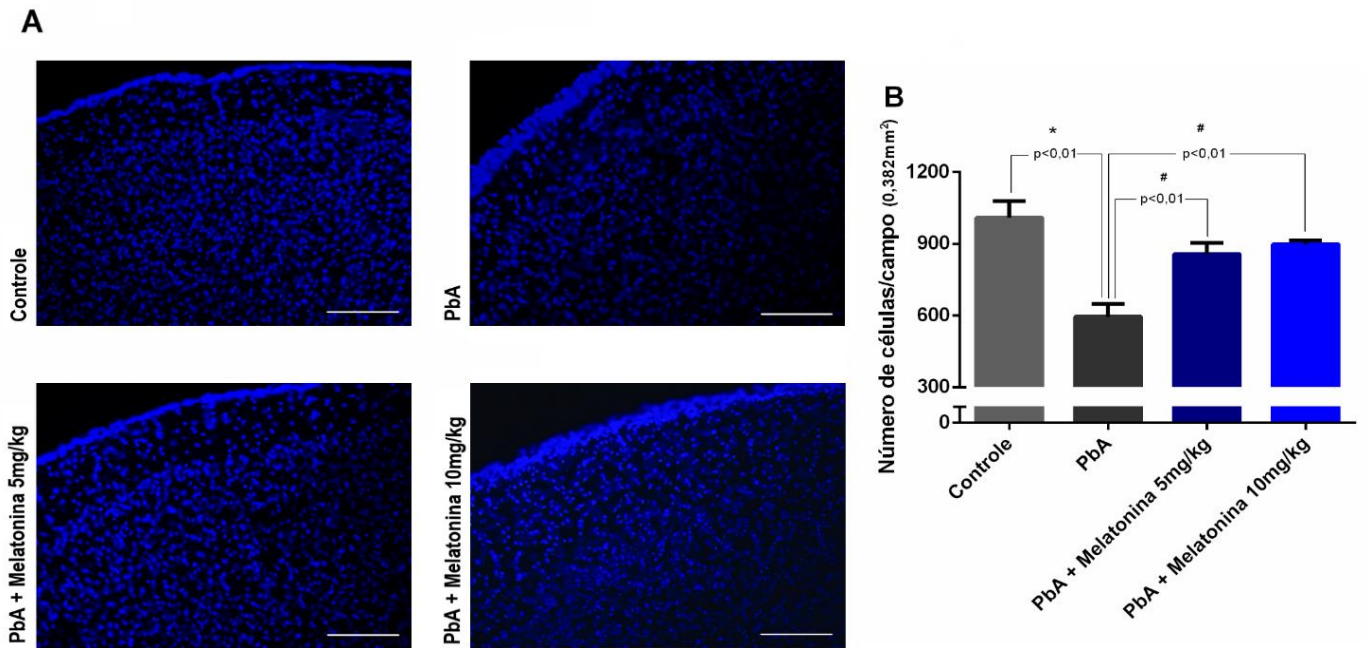 A
Controle
PbA
PbA + Melatonina 5mg/kg
PbA + Melatonina 10mg/kg
B
Número de células/campo (0,382mm²)
*
p<0,01
#
p<0,01
#
p<0,01
1200
900
600
300
0
Controle
PbA
PbA + Melatonina 5mg/kg
PbA + Melatonina 10mg/kg